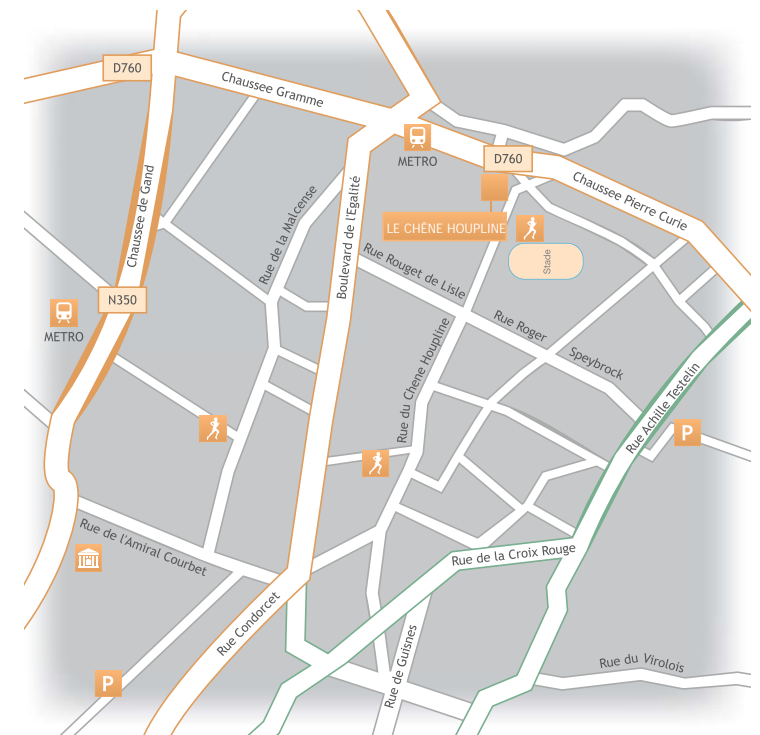 D760
Chaussee Gramme
METRO
D760
Chaussee Pierre Curie
Chaussee de Gand
Rue de la Malcense
Boulevard de l'Egalité
LE CHÊNE HOUPLINE
Stade
Rue Rouget de Lisle
N350
METRO
Rue Roger
Speybrock
Rue du Chene Houpline
Rue Achille Testelin
P
Rue de l'Amiral Courbet
Rue de la Croix Rouge
Rue Condorcet
Rue de Guisnes
Rue du Virolois
P